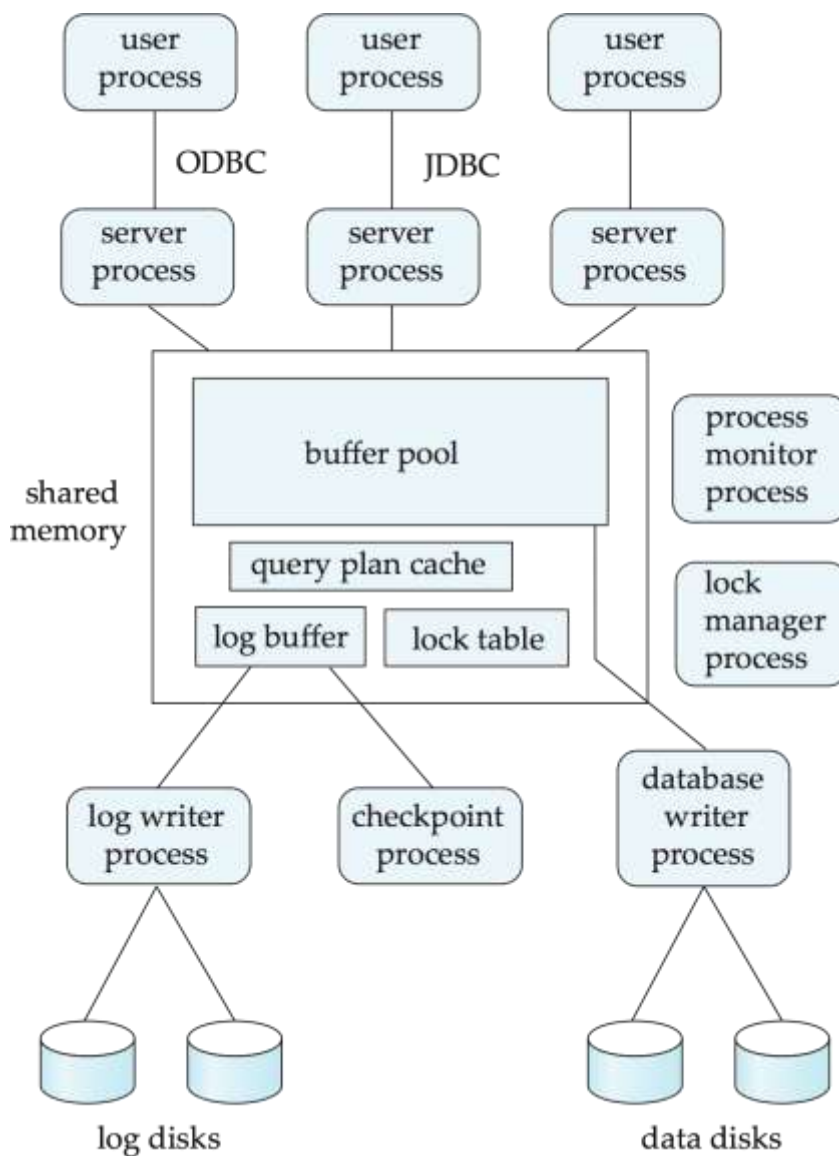 user
process
user
process
user
process
ODBC
JDBC
server
process
server
process
server
process
shared
memory
buffer pool
query plan cache
log buffer
lock table
process
monitor
process
lock
manager
process
log writer
process
checkpoint
process
database
writer
process
log disks
data disks